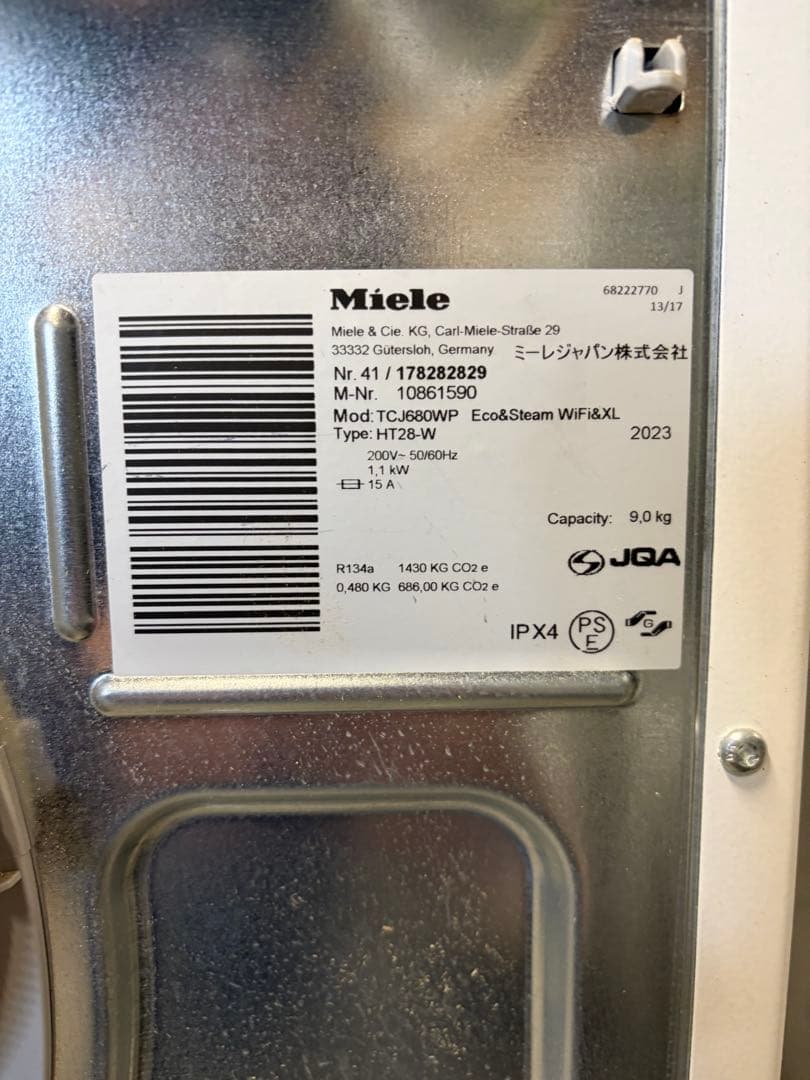 Miele
68222770 J
13/17
Miele & Cie. KG, Carl-Miele-Straße 29
33332 Gütersloh, Germany ミーレジャパン株式会社
Nr. 41 / 178282829
M-Nr. 10861590
Mod: TCJ680WP Eco&Steam WiFi&XL
Type: HT28-W 2023
200V~ 50/60Hz
1,1 kW
15 A
Capacity: 9,0 kg
JQA
R134a 1430 KG CO2 e
0,480 KG 686,00 KG CO2 e
IPX4 PS E G